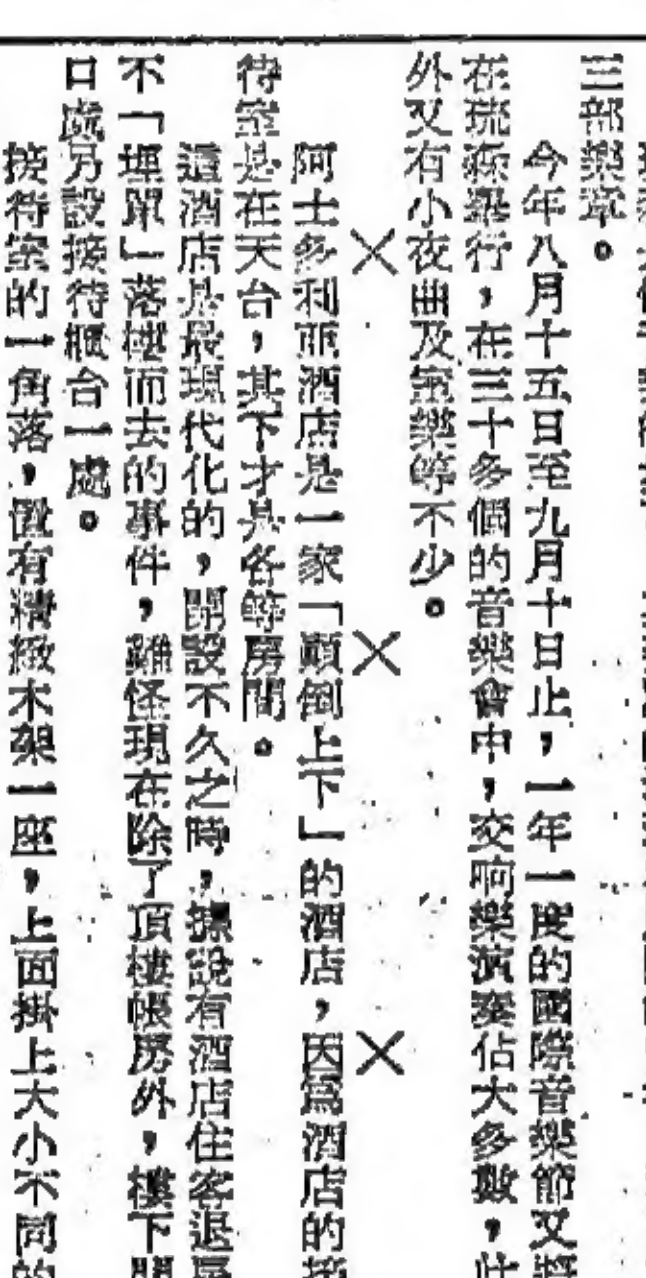 三部樂章。
今年八月十五日至九月十日止，一年一度的國際音樂節又將
在琉森舉行，在三十多個的音樂會中，交响樂演奏佔大多數，此
外又有小夜曲及室樂等不少。
× × ×
阿士多利亞酒店是一家「顛倒上下」的酒店，因爲酒店的接
待室是在天台，其下才是各等房間。
這酒店是最現代化的，開設不久之時，據說有酒店住客退房
不「埋單」落樓而去的事件，難怪現在除了頂樓帳房外，樓下門
口處另設接待櫃台一處。
接待室的一角落，置有精緻木架一座，上面掛上大小不同的